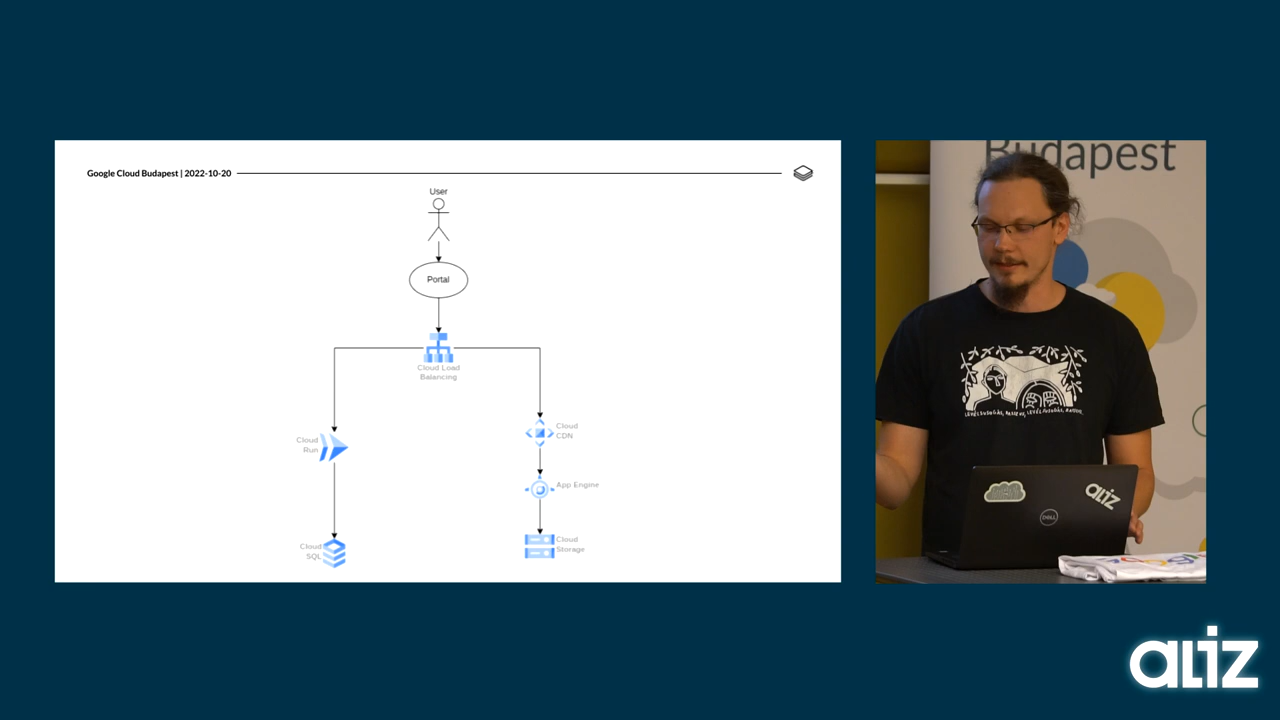 Google Cloud Budapest | 2022-10-20
User
Portal
Cloud Load
Balancing
Cloud
Run
Cloud
CDN
App Engine
Cloud
SQL
Cloud
Storage
Budapest
aLiz
DELL
aLiz